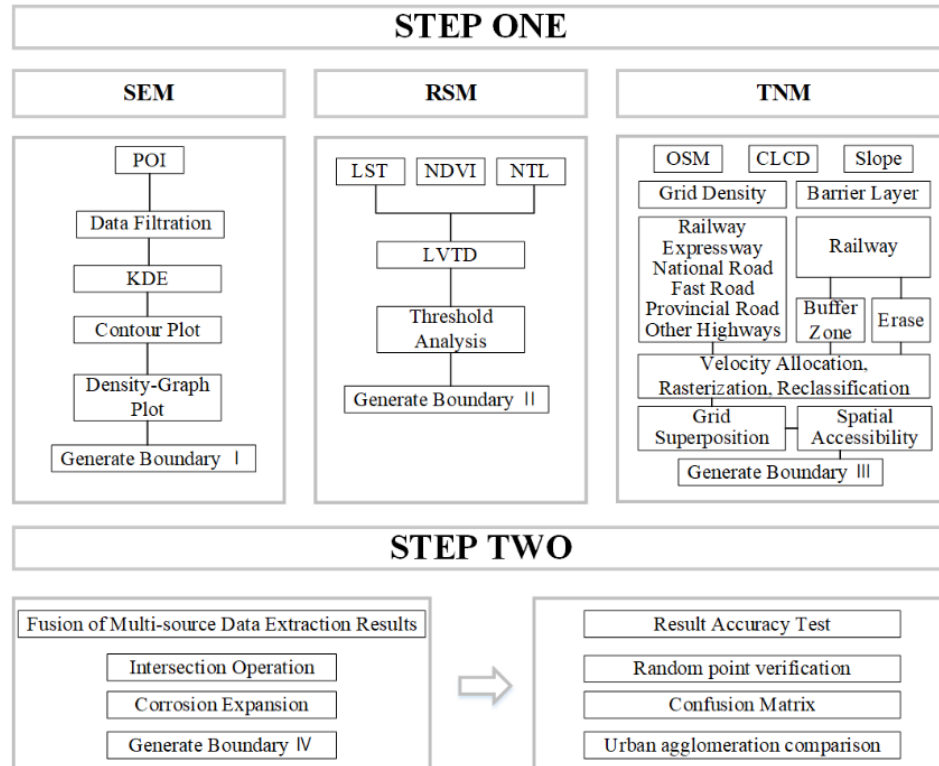 STEP ONE
SEM
RSM
TNM
POI
Data Filtration
KDE
Contour Plot
Density-Graph
Plot
Generate Boundary Ⅰ
LST
NDVI
NTL
LVTD
Threshold
Analysis
Generate Boundary Ⅱ
OSM
CLCD
Slope
Grid Density
Barrier Layer
Railway
Expressway
National Road
Fast Road
Provincial Road
Other Highways
Railway
Buffer
Zone
Erase
Velocity Allocation,
Rasterization, Reclassification
Grid
Superposition
Spatial
Accessibility
Generate Boundary Ⅲ
STEP TWO
Fusion of Multi-source Data Extraction Results
Intersection Operation
Corrosion Expansion
Generate Boundary Ⅳ
Result Accuracy Test
Random point verification
Confusion Matrix
Urban agglomeration comparison